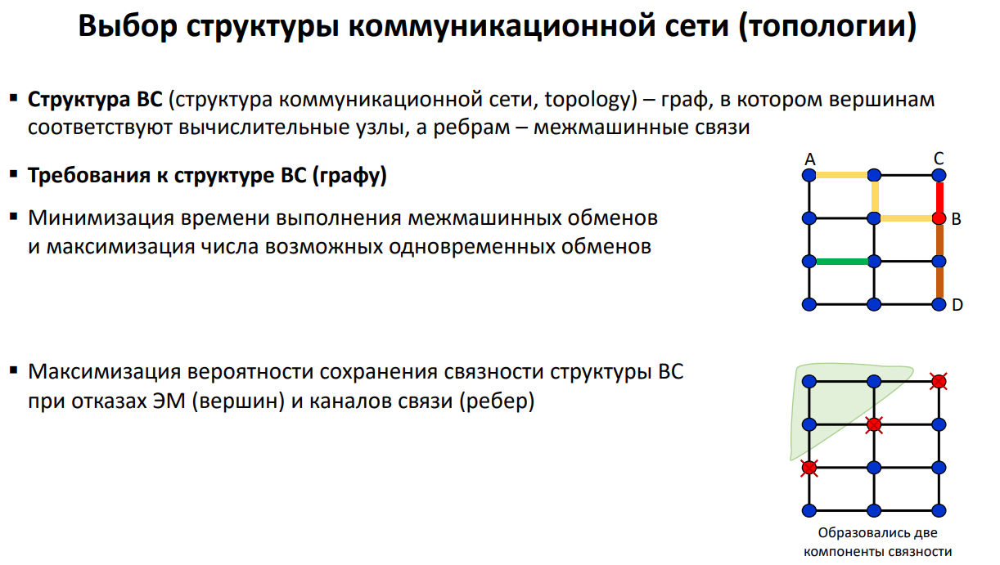 Выбор структуры коммуникационной сети (топологии)
▪ Структура ВС (структура коммуникационной сети, topology) – граф, в котором вершинам
соответствуют вычислительные узлы, а ребрам – межмашинные связи
▪ Требования к структуре ВС (графу)
▪ Минимизация времени выполнения межмашинных обменов
и максимизация числа возможных одновременных обменов
A
C
B
D
▪ Максимизация вероятности сохранения связности структуры ВС
при отказах ЭМ (вершин) и каналов связи (ребер)
Образовались две
компоненты связности